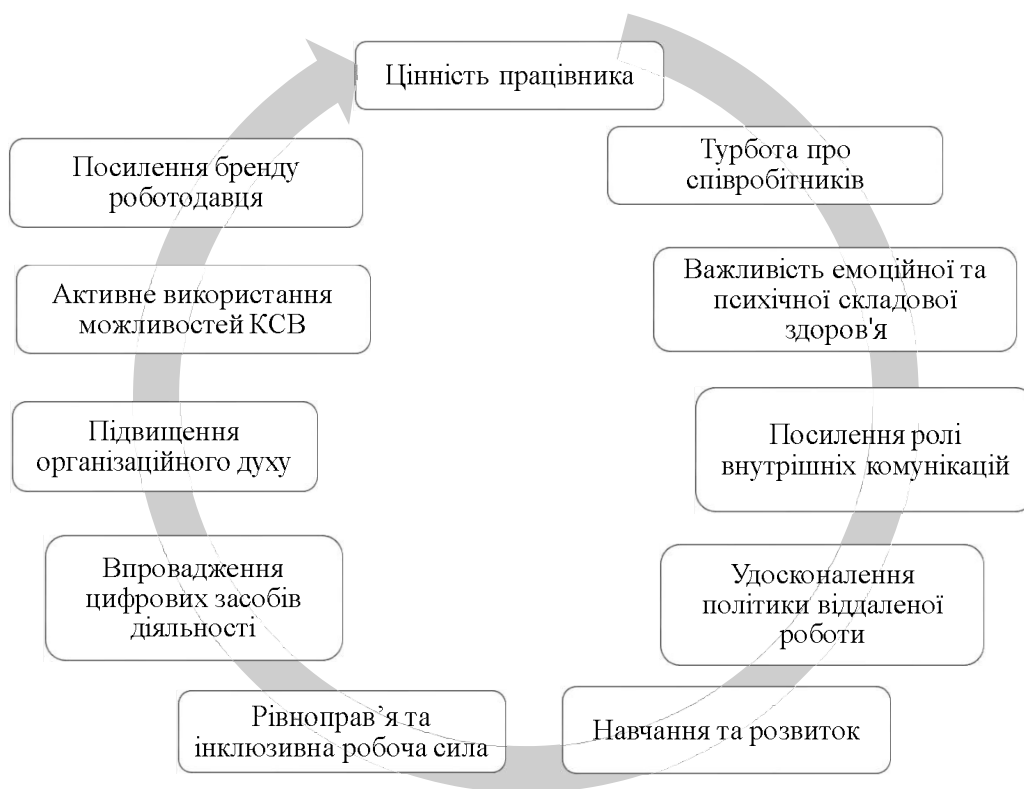 Цінність працівника
Турбота про
співробітників
Важливість емоційної та
психічної складової
здоров'я
Посилення ролі
внутрішніх комунікацій
Удосконалення
політики віддаленої
роботи
Навчання та розвиток
Рівноправ’я та
інклюзивна робоча сила
Впровадження
цифрових засобів
діяльності
Підвищення
організаційного духу
Активне використання
можливостей КСВ
Посилення бренду
роботодавця